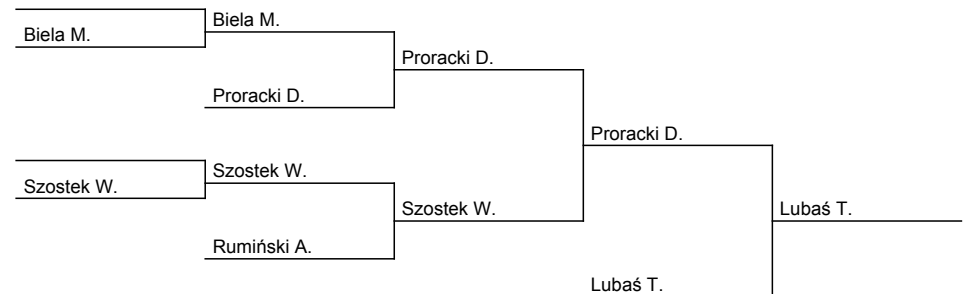 Biela M.
Biela M.
Proracki D.
Proracki D.
Proracki D.
Szostek W.
Szostek W.
Szostek W.
Lubaś T.
Rumiński A.
Lubaś T.